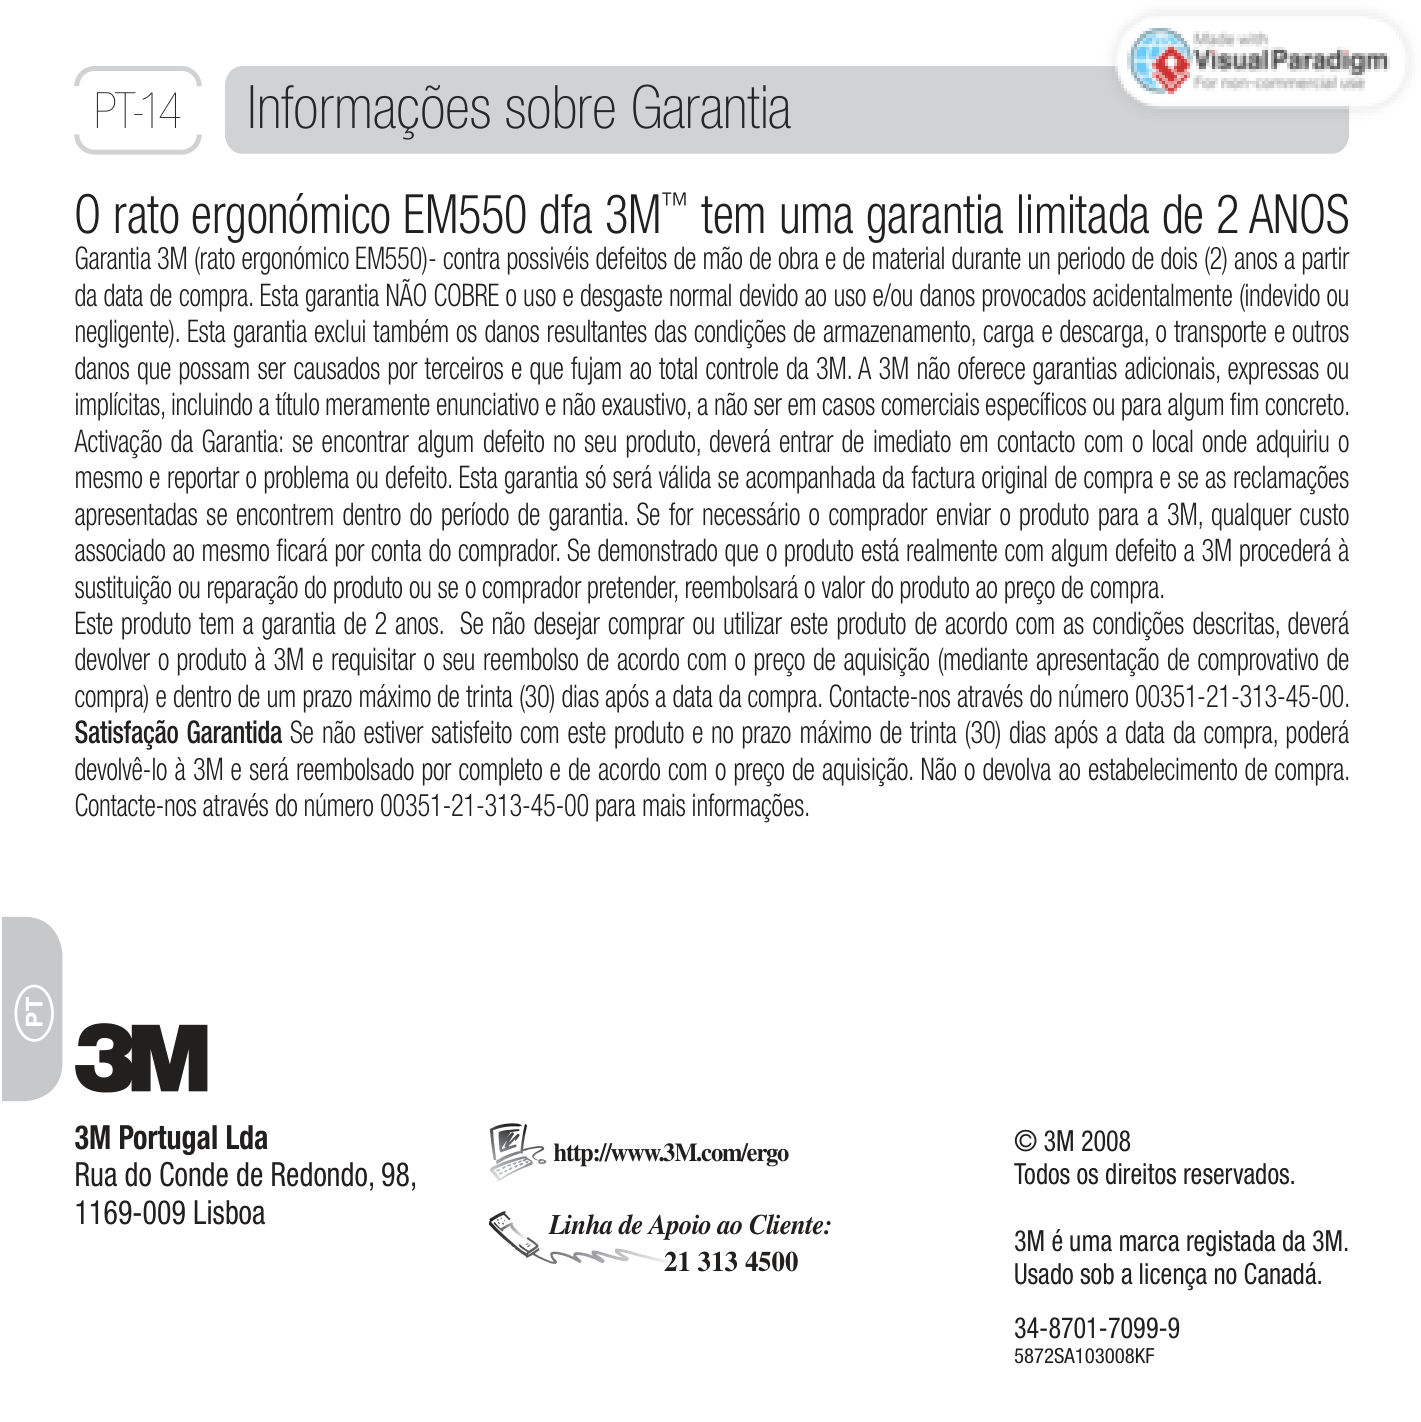 Made with
VisualParadigm
For non-commercial use
PT-14
Informações sobre Garantia
O rato ergonómico EM550 dfa 3M™ tem uma garantia limitada de 2 ANOS
Garantia 3M (rato ergonómico EM550)- contra possivéis defeitos de mão de obra e de material durante un periodo de dois (2) anos a partir
da data de compra. Esta garantia NÃO COBRE o uso e desgaste normal devido ao uso e/ou danos provocados acidentalmente (indevido ou
negligente). Esta garantia exclui também os danos resultantes das condições de armazenamento, carga e descarga, o transporte e outros
danos que possam ser causados por terceiros e que fujam ao total controle da 3M. A 3M não oferece garantias adicionais, expressas ou
implícitas, incluindo a título meramente enunciativo e não exaustivo, a não ser em casos comerciais específicos ou para algum fim concreto.
Activação da Garantia: se encontrar algum defeito no seu produto, deverá entrar de imediato em contacto com o local onde adquiriu o
mesmo e reportar o problema ou defeito. Esta garantia só será válida se acompanhada da factura original de compra e se as reclamações
apresentadas se encontrem dentro do período de garantia. Se for necessário o comprador enviar o produto para a 3M, qualquer custo
associado ao mesmo ficará por conta do comprador. Se demonstrado que o produto está realmente com algum defeito a 3M procederá à
sustituição ou reparação do produto ou se o comprador pretender, reembolsará o valor do produto ao preço de compra.
Este produto tem a garantia de 2 anos. Se não desejar comprar ou utilizar este produto de acordo com as condições descritas, deverá
devolver o produto à 3M e requisitar o seu reembolso de acordo com o preço de aquisição (mediante apresentação de comprovativo de
compra) e dentro de um prazo máximo de trinta (30) dias após a data da compra. Contacte-nos através do número 00351-21-313-45-00.
Satisfação Garantida Se não estiver satisfeito com este produto e no prazo máximo de trinta (30) dias após a data da compra, poderá
devolvê-lo à 3M e será reembolsado por completo e de acordo com o preço de aquisição. Não o devolva ao estabelecimento de compra.
Contacte-nos através do número 00351-21-313-45-00 para mais informações.
PT
3M
3M Portugal Lda
Rua do Conde de Redondo, 98,
1169-009 Lisboa
http://www.3M.com/ergo
Linha de Apoio ao Cliente:
21 313 4500
© 3M 2008
Todos os direitos reservados.
3M é uma marca registada da 3M.
Usado sob a licença no Canadá.
34-8701-7099-9
5872SA103008KF